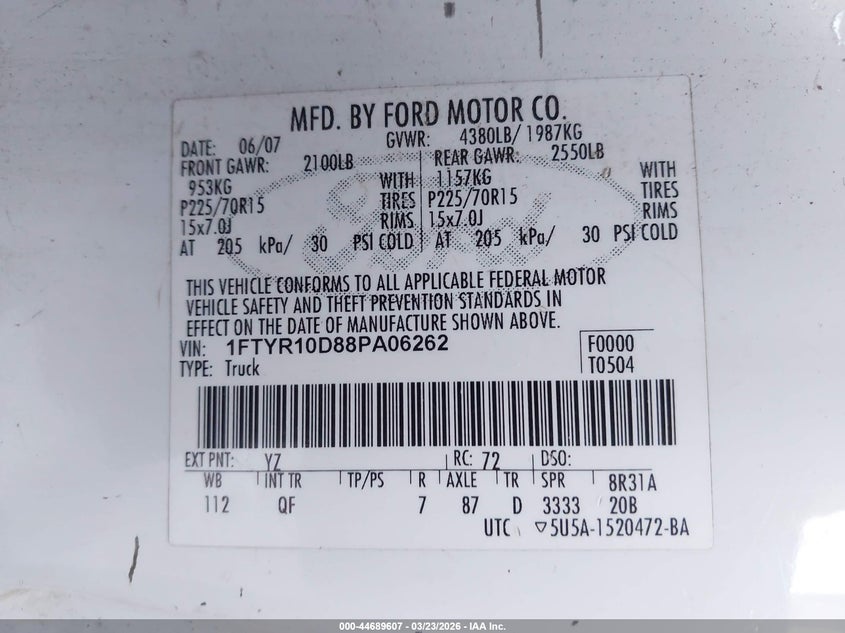 MFD. BY FORD MOTOR CO.
DATE: 06/07 GVWR: 4380LB/ 1987KG
FRONT GAWR: 2100LB REAR GAWR: 2550LB
953KG WITH 1157KG WITH
P225/70R15 TIRES P225/70R15 TIRES
15x7.0J RIMS 15x7.0J RIMS
AT 205 kPa/ 30 PSI COLD AT 205 kPa/ 30 PSI COLD
Ford
THIS VEHICLE CONFORMS TO ALL APPLICABLE FEDERAL MOTOR
VEHICLE SAFETY AND THEFT PREVENTION STANDARDS IN
EFFECT ON THE DATE OF MANUFACTURE SHOWN ABOVE.
VIN: 1FTYR10D88PA06262 F0000
TYPE: Truck T0504
EXT PNT: YZ RC: 72 DSO:
WB INT TR TP/PS R AXLE TR SPR 8R31A
112 QF 7 87 D 3333 20B
UTC ▽5U5A-1520472-BA
000-44689607 - 03/23/2026 - IAA Inc.